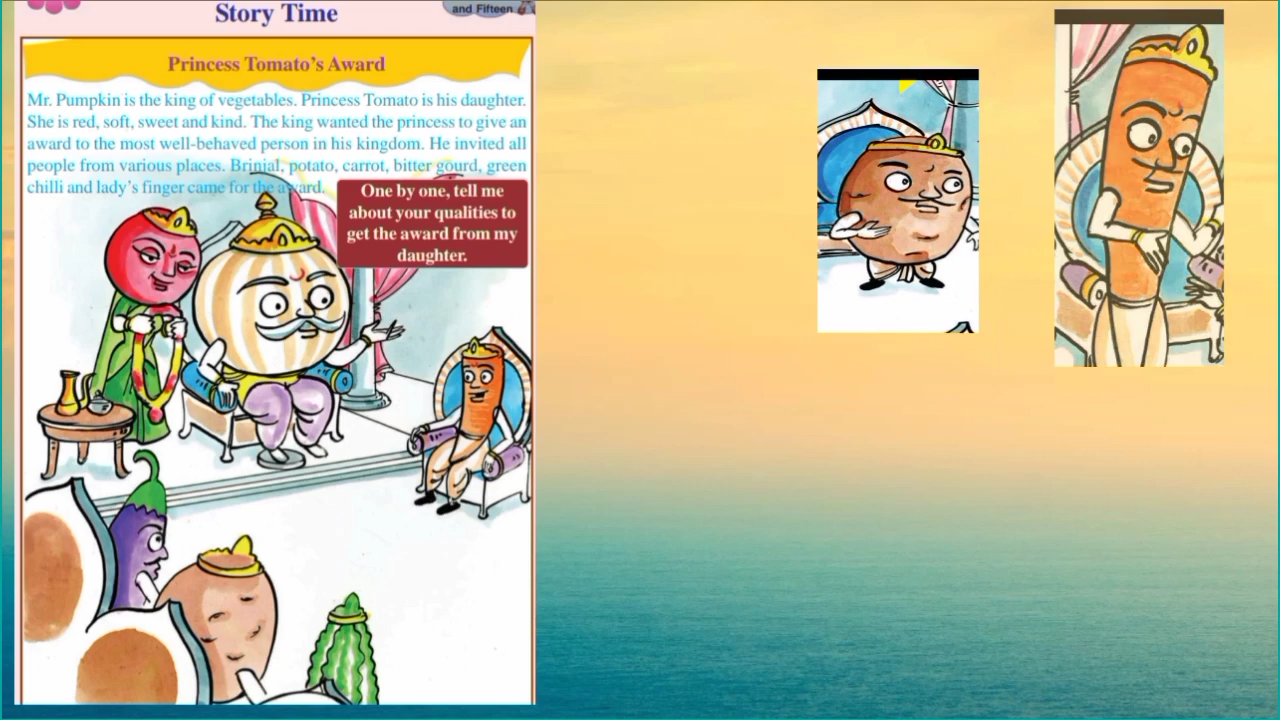 Story Time
and Fifteen
Princess Tomato's Award
Mr. Pumpkin is the king of vegetables. Princess Tomato is his daughter.
She is red, soft, sweet and kind. The king wanted the princess to give an
award to the most well-behaved person in his kingdom. He invited all
people from various places. Brinjal, potato, carrot, bitter gourd, green
chilli and lady's finger came for the award.
One by one, tell me
about your qualities to
get the award from my
daughter.